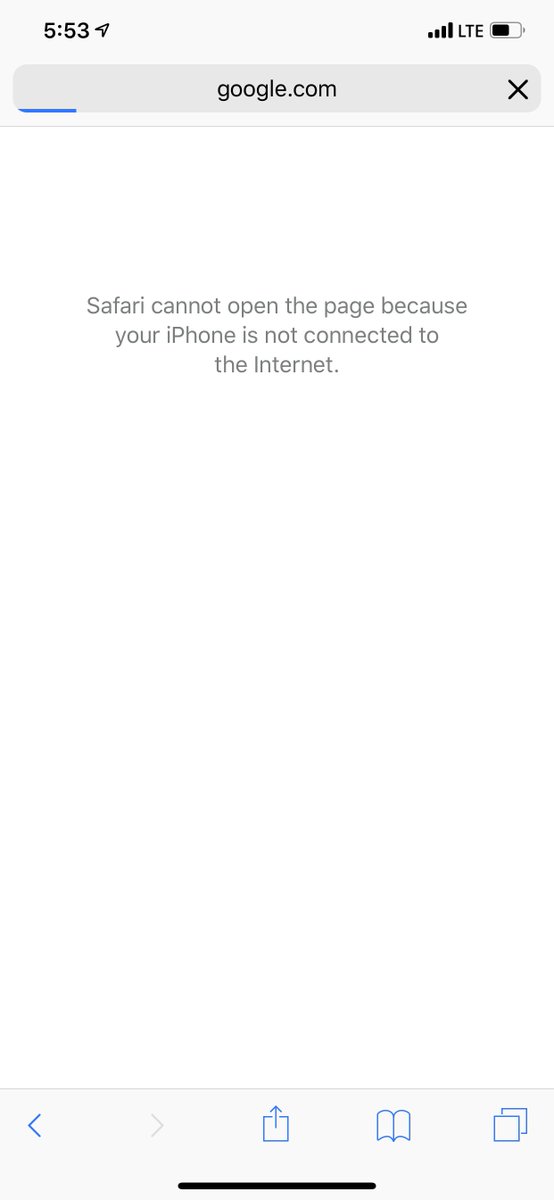 5:53 LTE
google.com
Safari cannot open the page because
your iPhone is not connected to
the Internet.